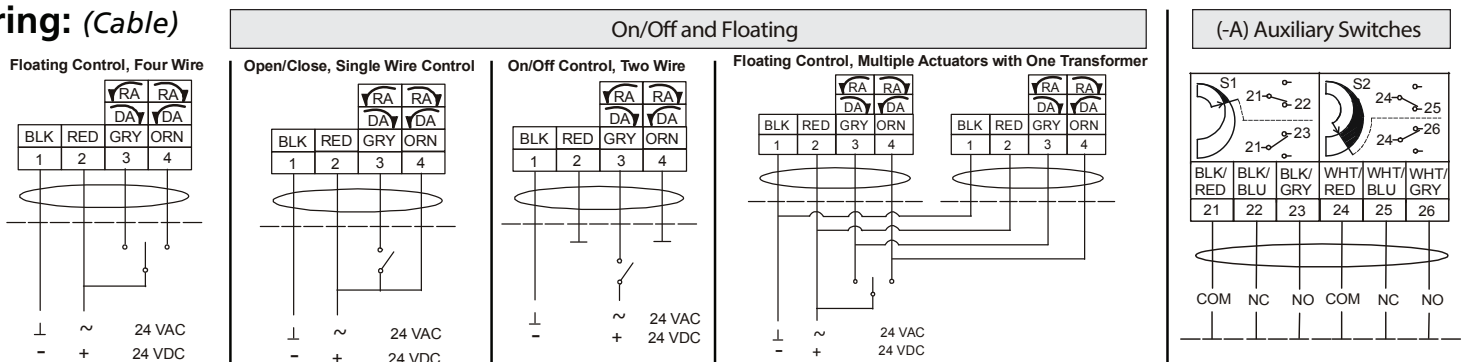 ring: (Cable)
On/Off and Floating
(-A) Auxiliary Switches
Floating Control, Four Wire
RA RA
DA DA
BLK RED GRY ORN
1 2 3 4
⊥ ~ 24 VAC
- + 24 VDC
Open/Close, Single Wire Control
RA RA
DA DA
BLK RED GRY ORN
1 2 3 4
⊥ ~ 24 VAC
- + 24 VDC
On/Off Control, Two Wire
RA RA
DA DA
BLK RED GRY ORN
1 2 3 4
⊥ ~ 24 VAC
- + 24 VDC
Floating Control, Multiple Actuators with One Transformer
RA RA
DA DA
BLK RED GRY ORN
1 2 3 4
RA RA
DA DA
BLK RED GRY ORN
1 2 3 4
⊥ ~ 24 VAC
- + 24 VDC
S1
21 22
21 23
S2
24 25
24 26
BLK/ BLK/ BLK/ WHT/ WHT/ WHT/
RED BLU GRY RED BLU GRY
21 22 23 24 25 26
COM NC NO COM NC NO